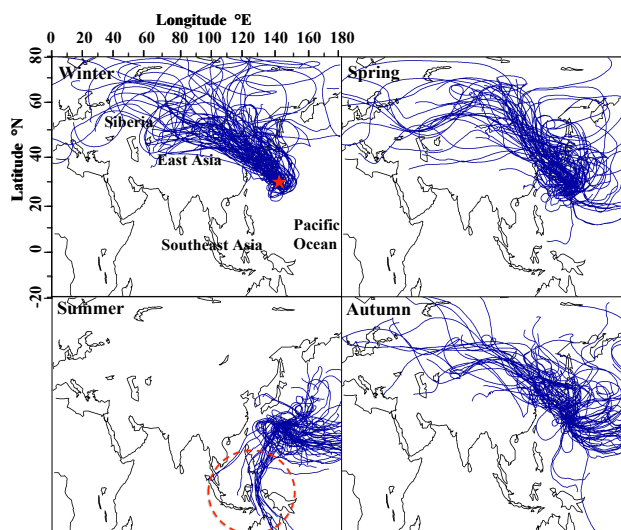 Longitude °E
0 20 40 60 80 100 120 140 160 180
Latitude °N
80
60
40
20
0
-20
Winter
Siberia
East Asia
Southeast Asia
Pacific
Ocean
Spring
Summer
Autumn